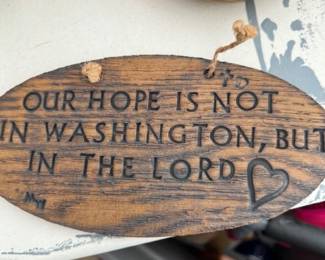 OUR HOPE IS NOT
IN WASHINGTON, BUT
IN THE LORD